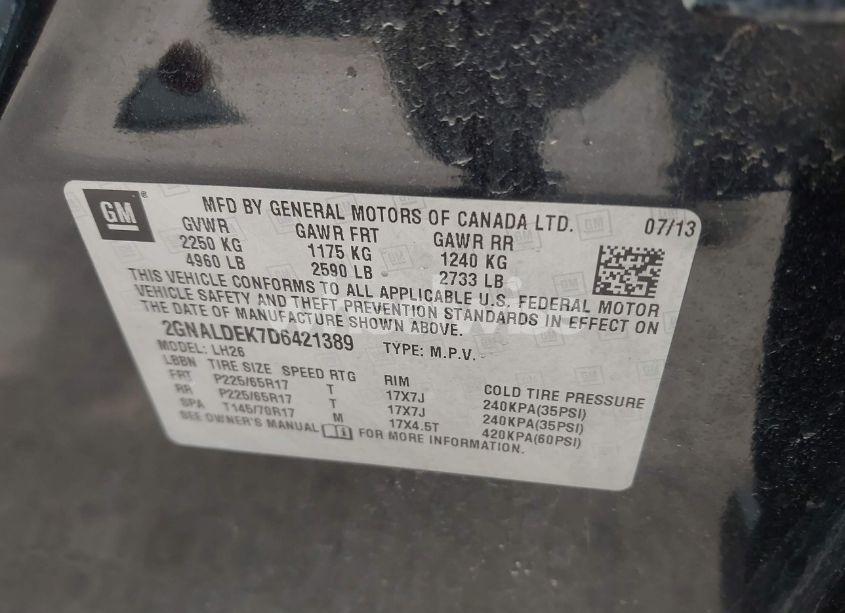 GM ® MFD BY GENERAL MOTORS OF CANADA LTD. 07/13
GVWR GAWR FRT GAWR RR
2250 KG 1175 KG 1240 KG
4960 LB 2590 LB 2733 LB
THIS VEHICLE CONFORMS TO ALL APPLICABLE U.S. FEDERAL MOTOR
VEHICLE SAFETY AND THEFT PREVENTION STANDARDS IN EFFECT ON
THE DATE OF MANUFACTURE SHOWN ABOVE.
2GNALDEK7D6421389 TYPE: M.P.V.
MODEL: LH26
LBBN TIRE SIZE SPEED RTG RIM COLD TIRE PRESSURE
FRT P225/65R17 T 17X7J 240KPA(35PSI)
RR P225/65R17 T 17X7J 240KPA(35PSI)
SPA T145/70R17 M 17X4.5T 420KPA(60PSI)
SEE OWNER'S MANUAL FOR MORE INFORMATION.